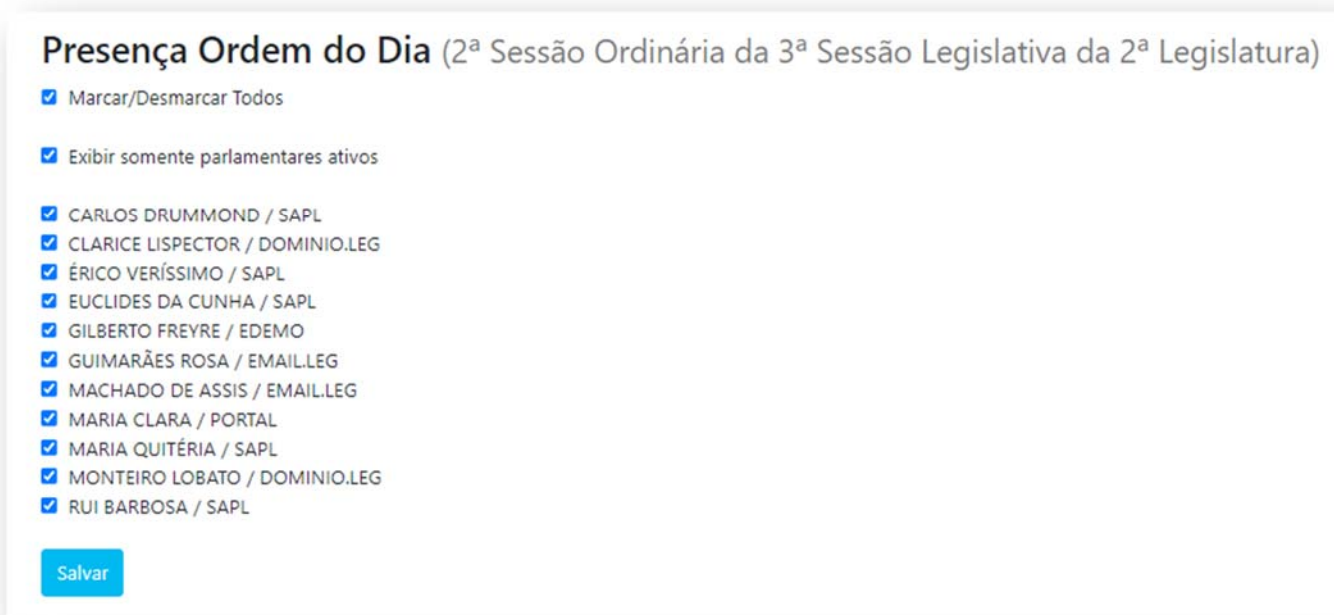 Presença Ordem do Dia (2ª Sessão Ordinária da 3ª Sessão Legislativa da 2ª Legislatura)
Marcar/Desmarcar Todos
Exibir somente parlamentares ativos
CARLOS DRUMMOND / SAPL
CLARICE LISPECTOR / DOMINIO.LEG
ÉRICO VERÍSSIMO / SAPL
EUCLIDES DA CUNHA / SAPL
GILBERTO FREYRE / EDEMO
GUIMARÃES ROSA / EMAIL.LEG
MACHADO DE ASSIS / EMAIL.LEG
MARIA CLARA / PORTAL
MARIA QUITÉRIA / SAPL
MONTEIRO LOBATO / DOMINIO.LEG
RUI BARBOSA / SAPL
Salvar